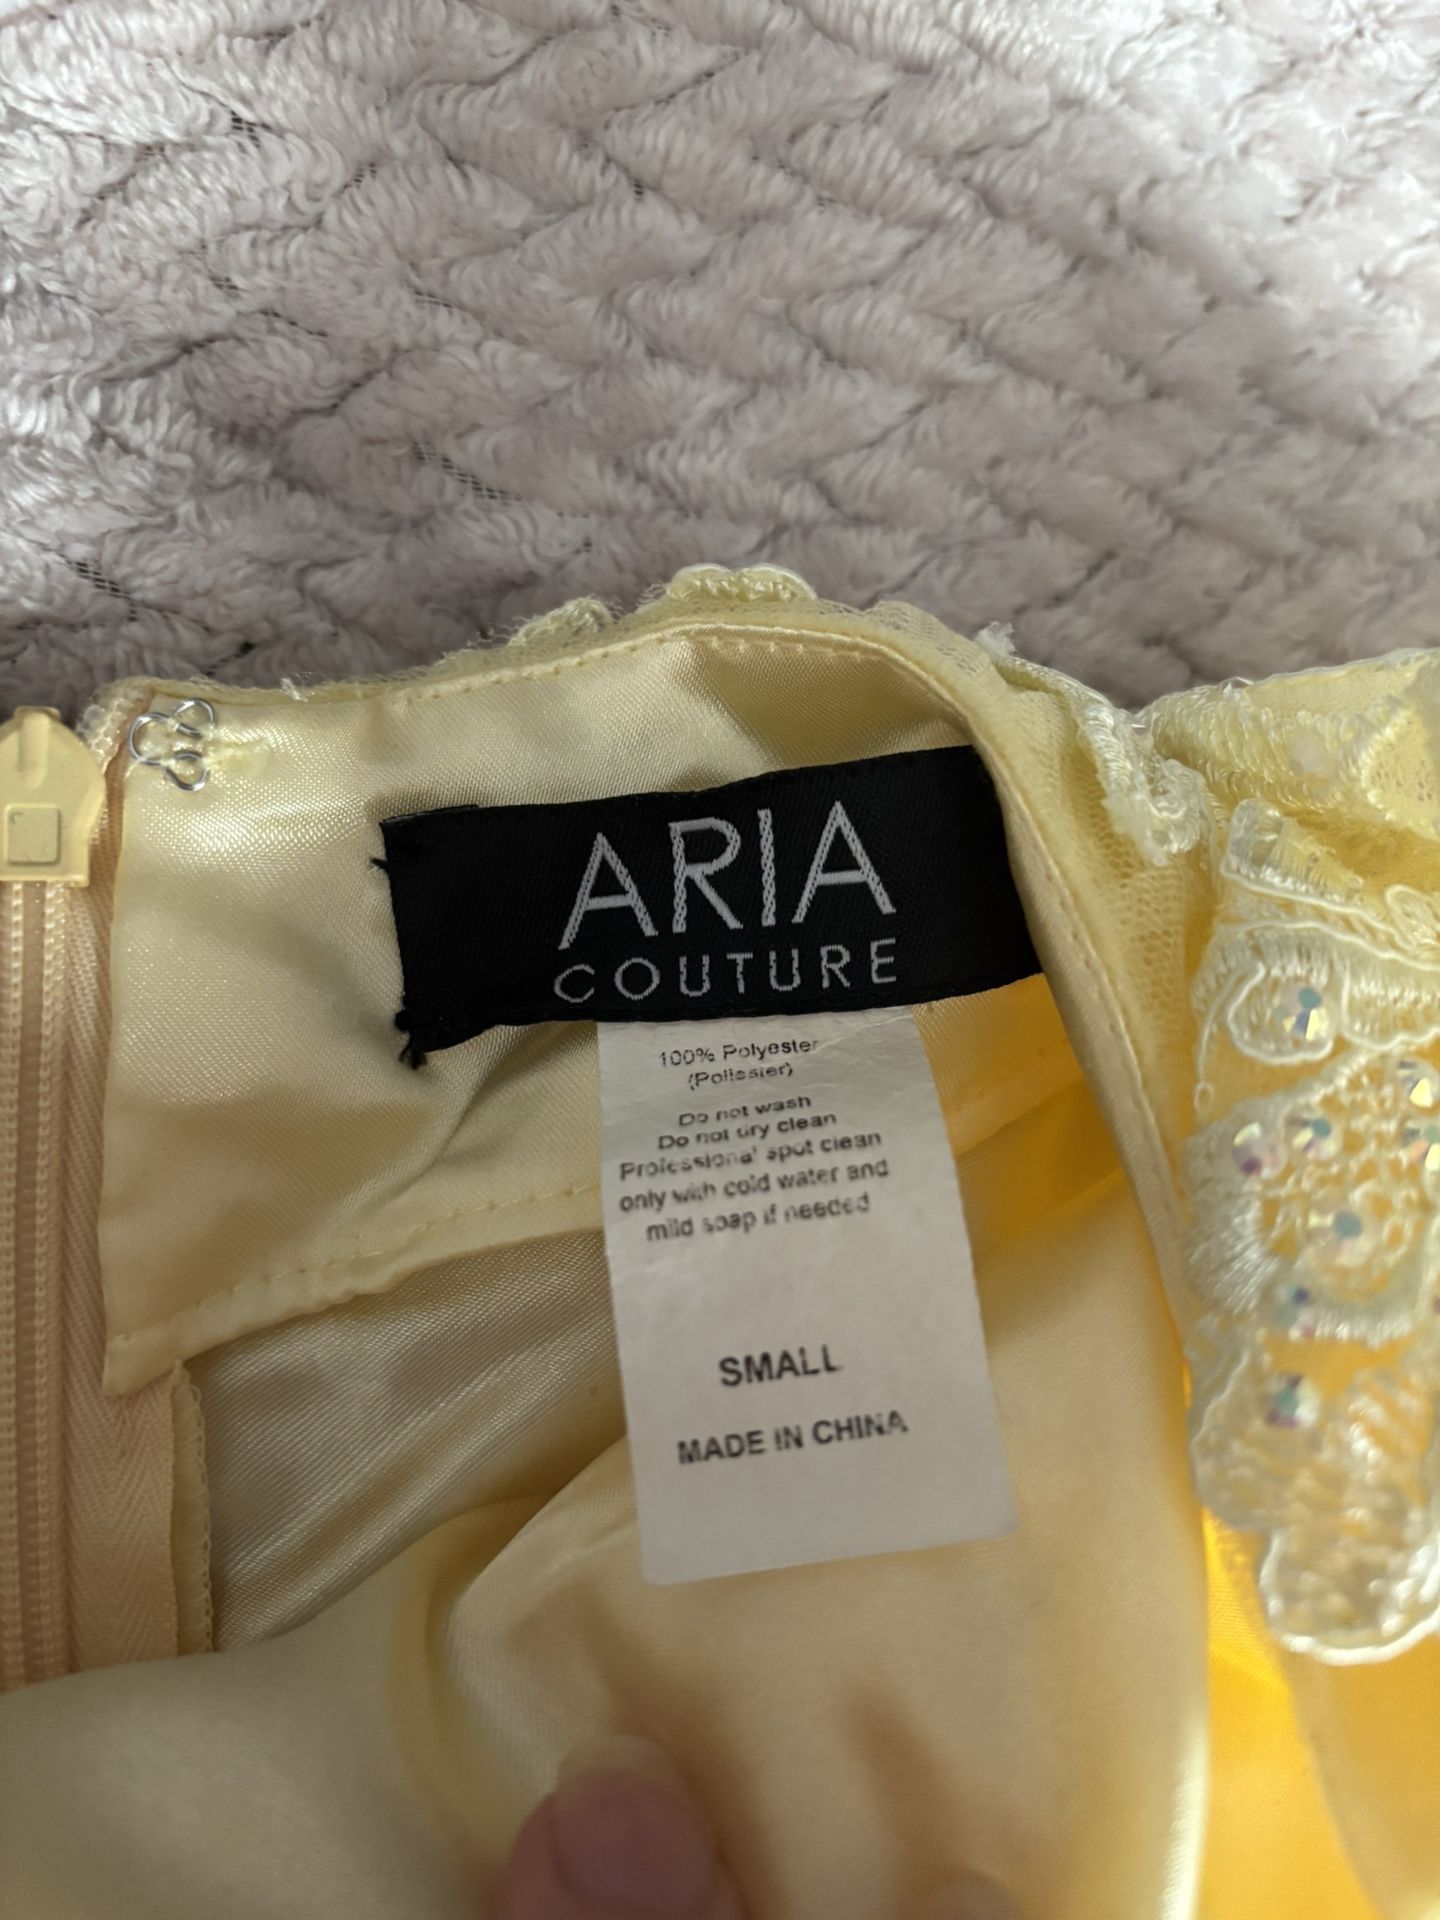 ARIA
COUTURE
100% Polyester
(Poliester)
Do not wash
Do not dry clean
Professional spot clean
only with cold water and
mild soap if needed
SMALL
MADE IN CHINA